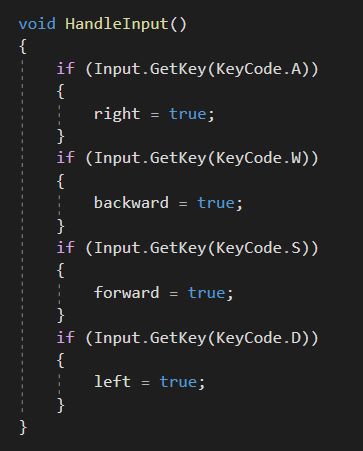 void HandleInput()
{
    if (Input.GetKey(KeyCode.A))
    {
        right = true;
    }
    if (Input.GetKey(KeyCode.W))
    {
        backward = true;
    }
    if (Input.GetKey(KeyCode.S))
    {
        forward = true;
    }
    if (Input.GetKey(KeyCode.D))
    {
        left = true;
    }
}